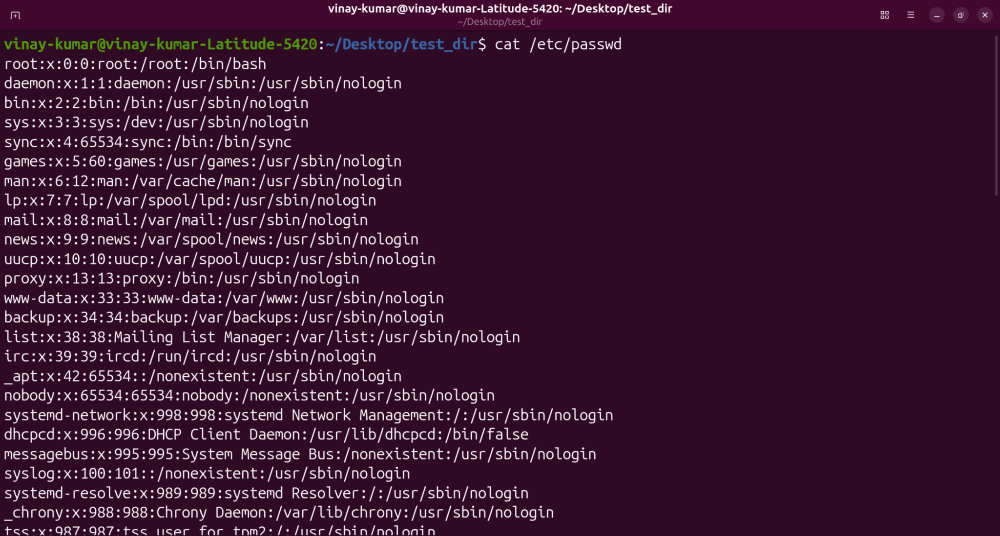 vinay-kumar@vinay-kumar-Latitude-5420: ~/Desktop/test_dir
~/Desktop/test_dir
vinay-kumar@vinay-kumar-Latitude-5420:~/Desktop/test_dir$ cat /etc/passwd
root:x:0:0:root:/root:/bin/bash
daemon:x:1:1:daemon:/usr/sbin:/usr/sbin/nologin
bin:x:2:2:bin:/bin:/usr/sbin/nologin
sys:x:3:3:sys:/dev:/usr/sbin/nologin
sync:x:4:65534:sync:/bin:/bin/sync
games:x:5:60:games:/usr/games:/usr/sbin/nologin
man:x:6:12:man:/var/cache/man:/usr/sbin/nologin
lp:x:7:7:lp:/var/spool/lpd:/usr/sbin/nologin
mail:x:8:8:mail:/var/mail:/usr/sbin/nologin
news:x:9:9:news:/var/spool/news:/usr/sbin/nologin
uucp:x:10:10:uucp:/var/spool/uucp:/usr/sbin/nologin
proxy:x:13:13:proxy:/bin:/usr/sbin/nologin
www-data:x:33:33:www-data:/var/www:/usr/sbin/nologin
backup:x:34:34:backup:/var/backups:/usr/sbin/nologin
list:x:38:38:Mailing List Manager:/var/list:/usr/sbin/nologin
irc:x:39:39:ircd:/run/ircd:/usr/sbin/nologin
_apt:x:42:65534::/nonexistent:/usr/sbin/nologin
nobody:x:65534:65534:nobody:/nonexistent:/usr/sbin/nologin
systemd-network:x:998:998:systemd Network Management:/:/usr/sbin/nologin
dhcpcd:x:996:996:DHCP Client Daemon:/usr/lib/dhcpcd:/bin/false
messagebus:x:995:995:System Message Bus:/nonexistent:/usr/sbin/nologin
syslog:x:100:101::/nonexistent:/usr/sbin/nologin
systemd-resolve:x:989:989:systemd Resolver:/:/usr/sbin/nologin
_chrony:x:988:988:Chrony Daemon:/var/lib/chrony:/usr/sbin/nologin
tss:x:987:987:tss user for tpm2:/:/usr/sbin/nologin